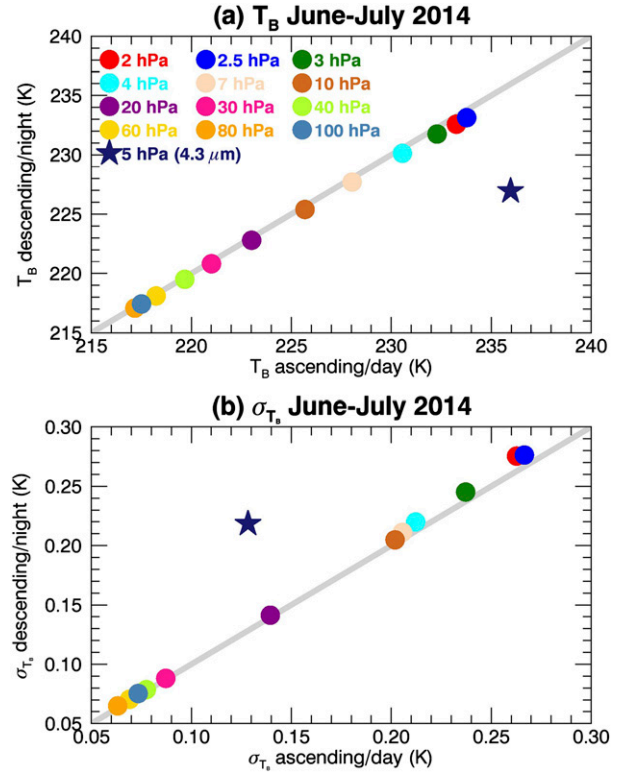 (a) T_B June-July 2014
240
235
230
225
220
215
T_B descending/night (K)
2 hPa 2.5 hPa 3 hPa
4 hPa 7 hPa 10 hPa
20 hPa 30 hPa 40 hPa
60 hPa 80 hPa 100 hPa
5 hPa (4.3 μm)
215 220 225 230 235 240
T_B ascending/day (K)
(b) σ_T_B June-July 2014
0.30
0.25
0.20
0.15
0.10
0.05
σ_T_B descending/night (K)
0.05 0.10 0.15 0.20 0.25 0.30
σ_T_B ascending/day (K)